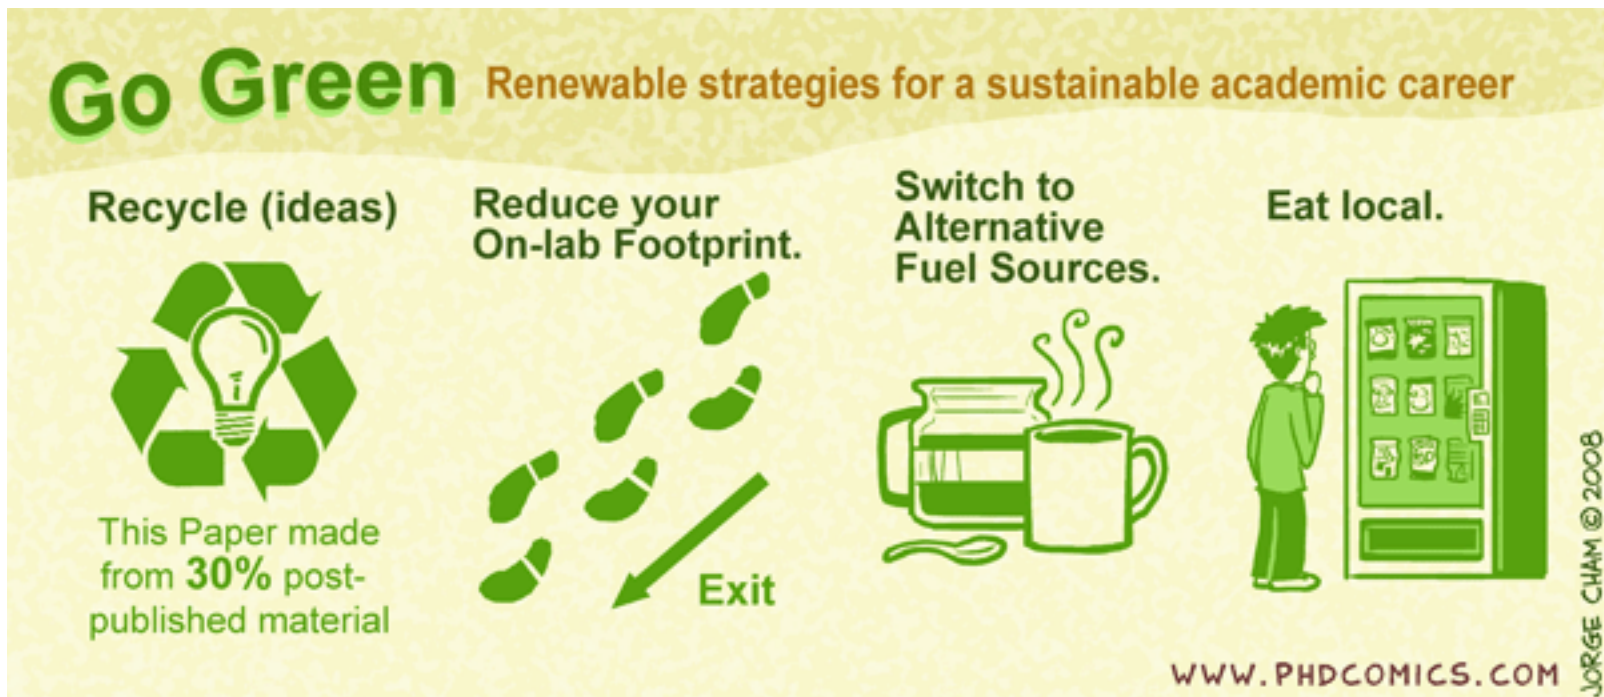 Go Green Renewable strategies for a sustainable academic career
Recycle (ideas)
This Paper made
from 30% post-
published material
Reduce your
On-lab Footprint.
Exit
Switch to
Alternative
Fuel Sources.
Eat local.
WWW.PHDCOMICS.COM
JORGE CHAM © 2008